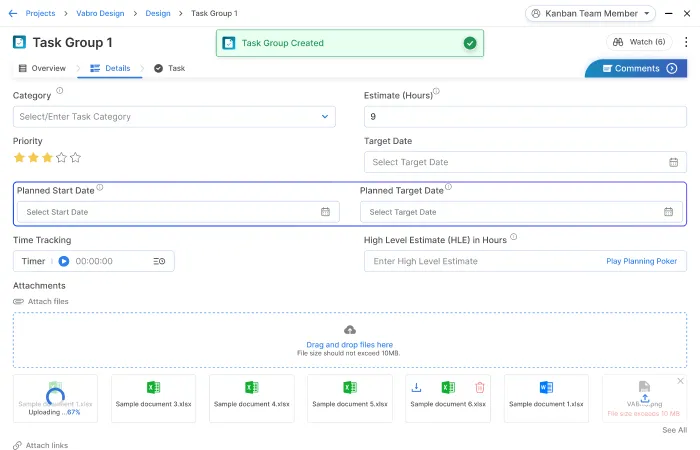 Projects > Vabro Design > Design > Task Group 1
Kanban Team Member
Task Group 1
Task Group Created
Watch (6)
Overview
Details
Task
Comments
Category
Estimate (Hours)
Select/Enter Task Category
9
Priority
Target Date
Select Target Date
Planned Start Date
Planned Target Date
Select Start Date
Select Target Date
Time Tracking
High Level Estimate (HLE) in Hours
Timer
00:00:00
Enter High Level Estimate
Play Planning Poker
Attachments
Attach files
Drag and drop files here
File size should not exceed 10MB.
Sample document 1.xlsx
Uploading ...67%
Sample document 3.xlsx
Sample document 4.xlsx
Sample document 5.xlsx
Sample document 6.xlsx
Sample document 1.xlsx
File size exceeds 10 MB
See All
Attach links